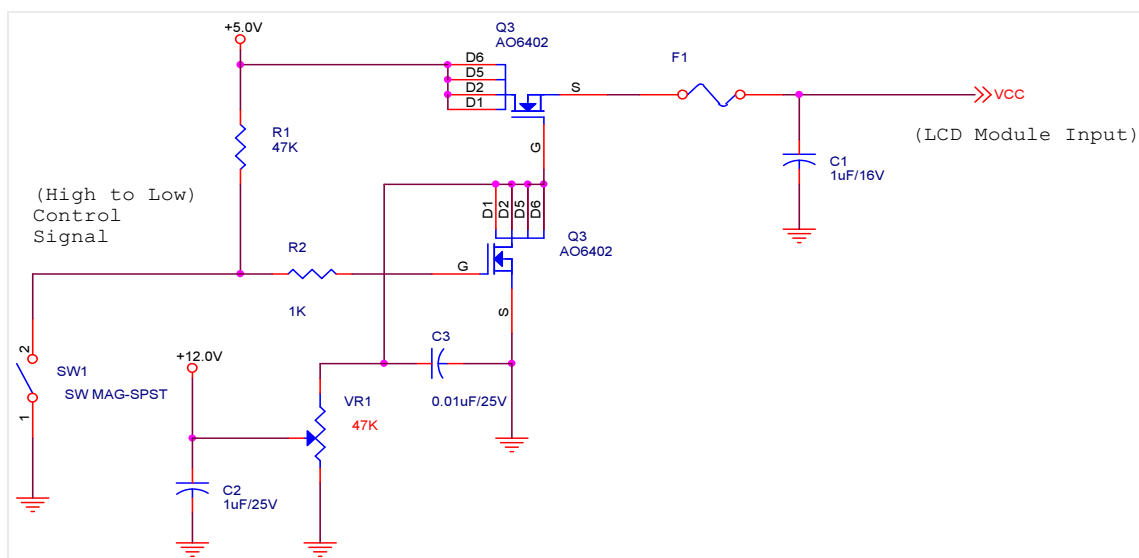 +5.0V
Q3
AO6402
D6
D5
D2
D1
S
G
F1
VCC
(LCD Module Input)
C1
1uF/16V
R1
47K
(High to Low)
Control
Signal
D1
D2
D5
D6
Q3
AO6402
R2
1K
G
S
C3
0.01uF/25V
2
SW1
SW MAG-SPST
1
+12.0V
VR1
47K
C2
1uF/25V